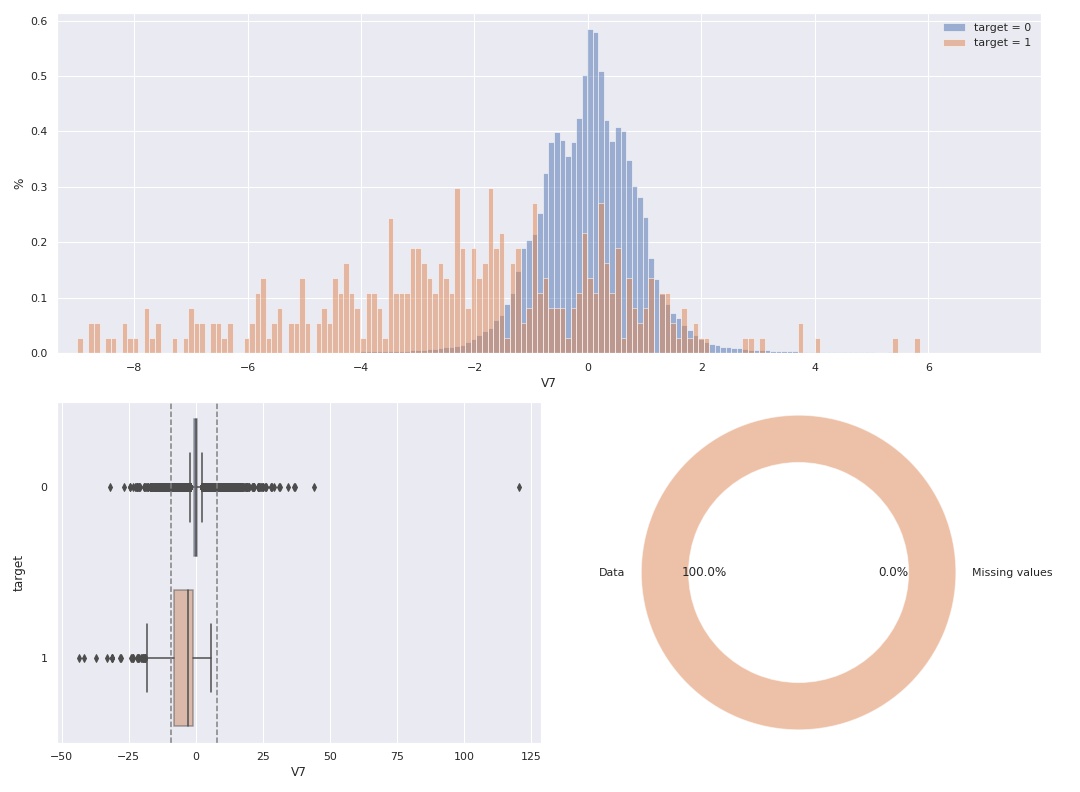 target = 0
target = 1
%
0.6
0.5
0.4
0.3
0.2
0.1
0.0
−8 −6 −4 −2 0 2 4 6
V7
target
0
1
−50 −25 0 25 50 75 100 125
V7
Data 100.0% 0.0% Missing values